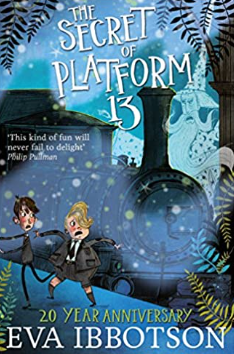 THE
SECRET
OF
PLATFORM
13
'This kind of fun will
never fail to delight'
Philip Pullman
20 YEAR ANNIVERSARY
EVA IBBOTSON